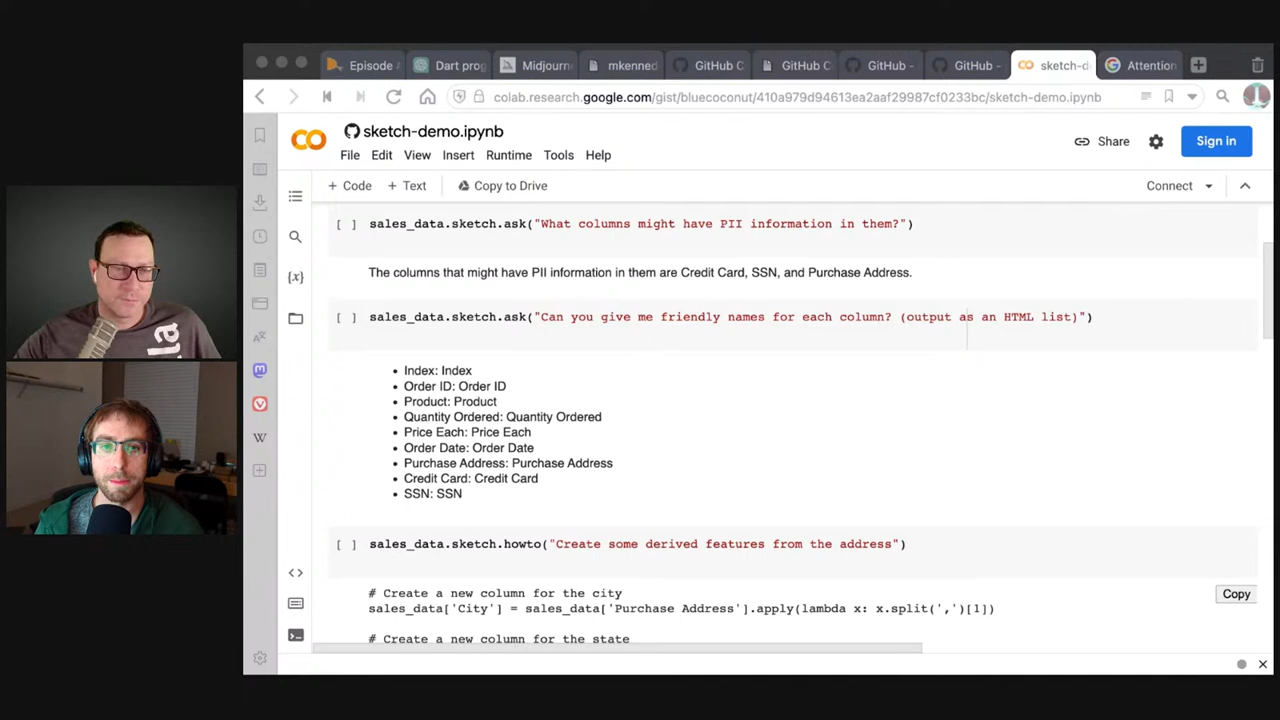 Episode
Dart prog
Midjourn
mkenned
GitHub C
GitHub C
GitHub -
GitHub -
sketch-d
Attention
colab.research.google.com/gist/bluecoconut/410a979d94613ea2aaf29987cf0233bc/sketch-demo.ipynb
sketch-demo.ipynb
File Edit View Insert Runtime Tools Help
Share
Sign in
+ Code + Text Copy to Drive
Connect
[ ] sales_data.sketch.ask("What columns might have PII information in them?")
The columns that might have PII information in them are Credit Card, SSN, and Purchase Address.
[ ] sales_data.sketch.ask("Can you give me friendly names for each column? (output as an HTML list)")
• Index: Index
• Order ID: Order ID
• Product: Product
• Quantity Ordered: Quantity Ordered
• Price Each: Price Each
• Order Date: Order Date
• Purchase Address: Purchase Address
• Credit Card: Credit Card
• SSN: SSN
[ ] sales_data.sketch.howto("Create some derived features from the address")
# Create a new column for the city
sales_data['City'] = sales_data['Purchase Address'].apply(lambda x: x.split(',')[1])
# Create a new column for the state
Copy
la